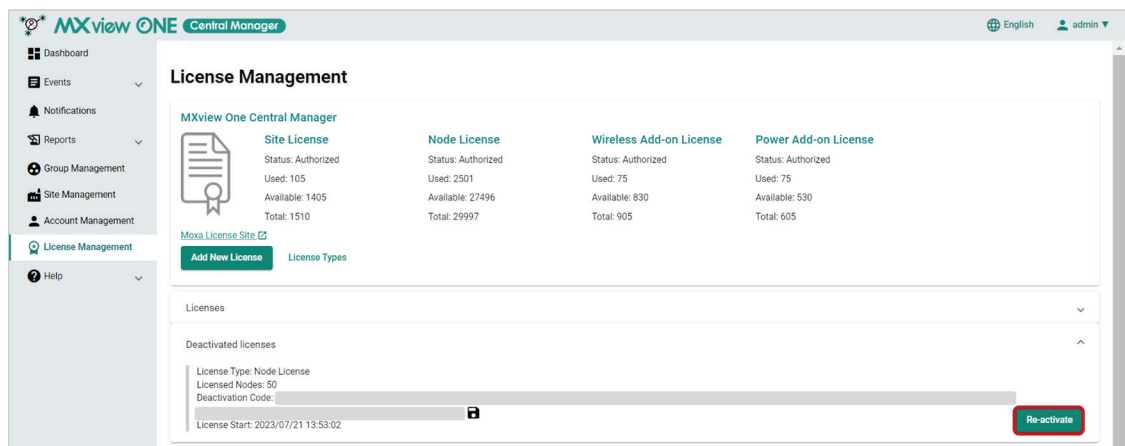 MXview ONE Central Manager
English
admin
Dashboard
Events
Notifications
Reports
Group Management
Site Management
Account Management
License Management
Help
License Management
MXview One Central Manager
Site License
Status: Authorized
Used: 105
Available: 1405
Total: 1510
Node License
Status: Authorized
Used: 2501
Available: 27496
Total: 29997
Wireless Add-on License
Status: Authorized
Used: 75
Available: 830
Total: 905
Power Add-on License
Status: Authorized
Used: 75
Available: 530
Total: 605
Moxa License Site
Add New License
License Types
Licenses
Deactivated licenses
License Type: Node License
Licensed Nodes: 50
Deactivation Code:
License Start: 2023/07/21 13:53:02
Re-activate